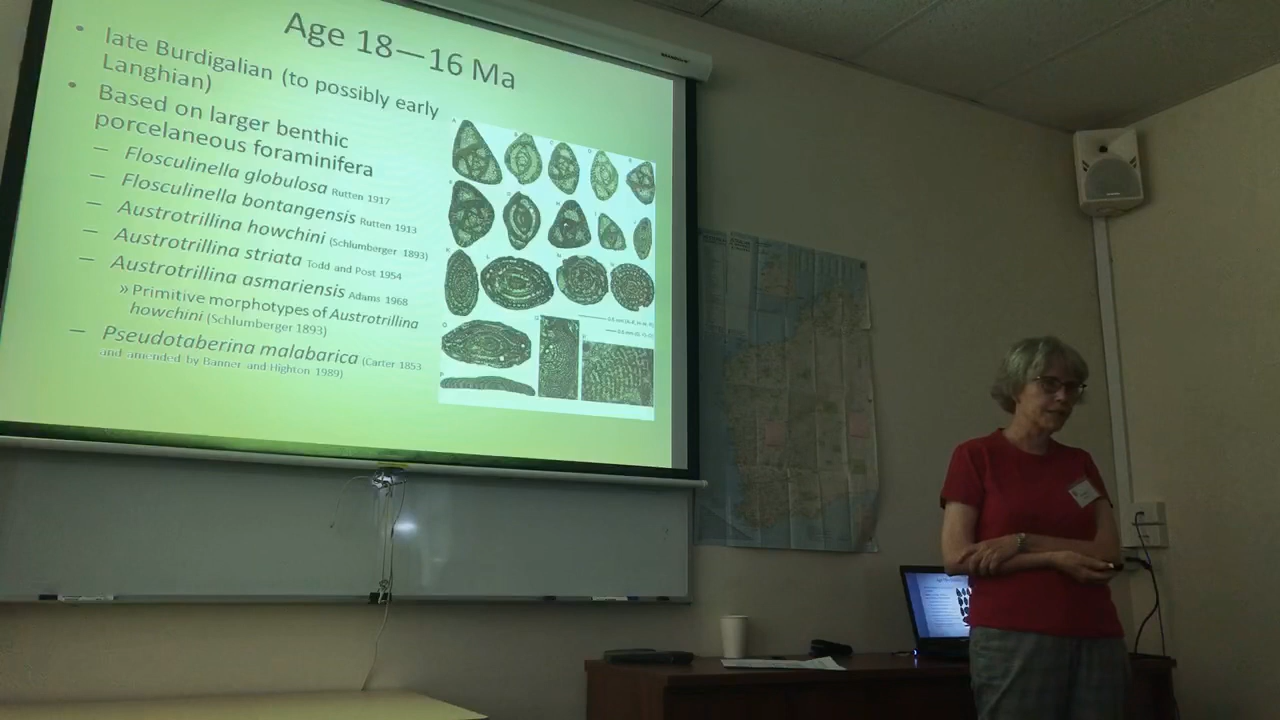 Age 18—16 Ma
• late Burdigalian (to possibly early
Langhian)
• Based on larger benthic
porcelaneous foraminifera
– Flosculinella globulosa Rutten 1917
– Flosculinella bontangensis Rutten 1913
– Austrotrillina howchini (Schlumberger 1893)
– Austrotrillina striata Todd and Post 1954
– Austrotrillina asmariensis Adams 1968
» Primitive morphotypes of Austrotrillina
howchini (Schlumberger 1893)
– Pseudotaberina malabarica (Carter 1853
and amended by Banner and Highton 1989)